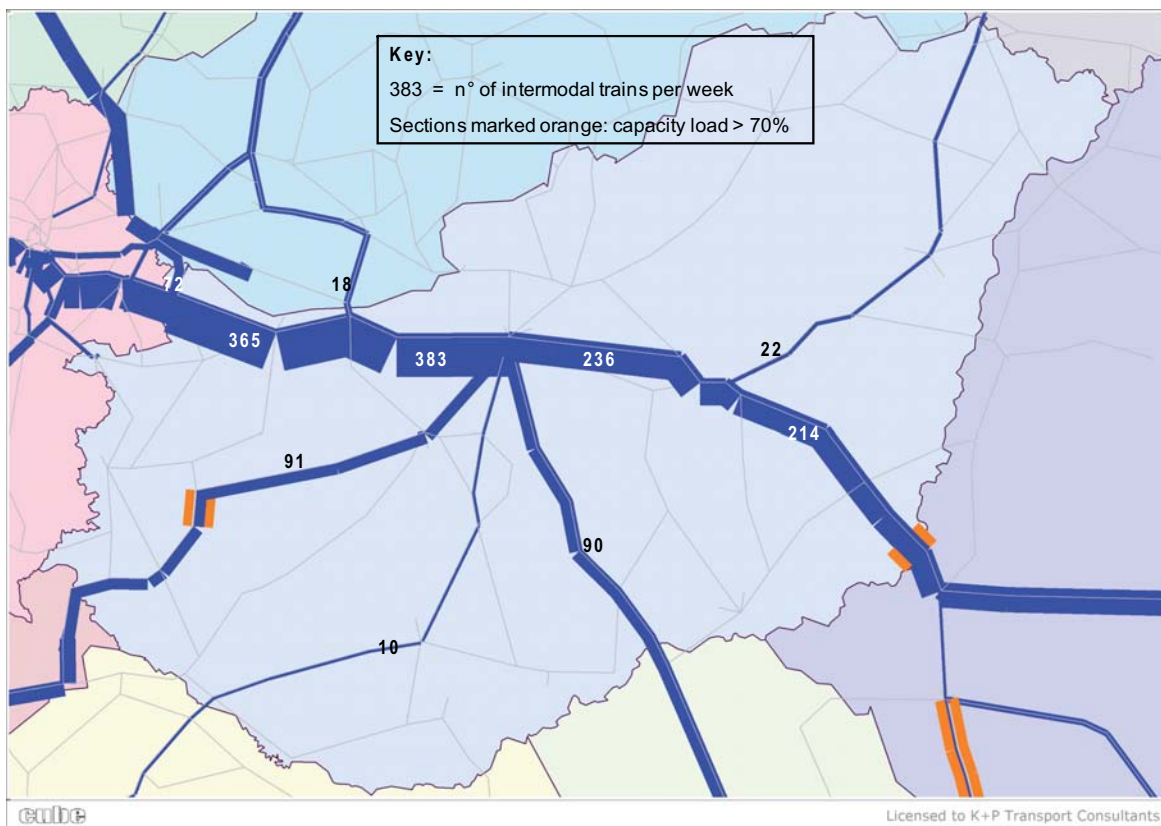 Key:
383 = n° of intermodal trains per week
Sections marked orange: capacity load > 70%
72
18
365
383
236
22
214
91
90
10
cube
Licensed to K+P Transport Consultants